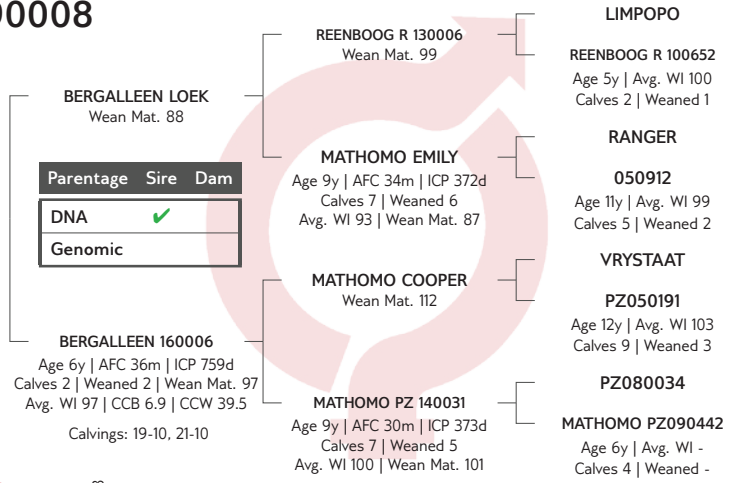 90008
BERGALLEEN LOEK
Wean Mat. 88
Parentage Sire Dam
DNA ✔
Genomic
BERGALLEEN 160006
Age 6y | AFC 36m | ICP 759d
Calves 2 | Weaned 2 | Wean Mat. 97
Avg. WI 97 | CCB 6.9 | CCW 39.5
Calvings: 19-10, 21-10
REENBOOG R 130006
Wean Mat. 99
MATHOMO EMILY
Age 9y | AFC 34m | ICP 372d
Calves 7 | Weaned 6
Avg. WI 93 | Wean Mat. 87
MATHOMO COOPER
Wean Mat. 112
MATHOMO PZ 140031
Age 9y | AFC 30m | ICP 373d
Calves 7 | Weaned 5
Avg. WI 100 | Wean Mat. 101
LIMPOPO
REENBOOG R 100652
Age 5y | Avg. WI 100
Calves 2 | Weaned 1
RANGER
050912
Age 11y | Avg. WI 99
Calves 5 | Weaned 2
VRYSTAAT
PZ050191
Age 12y | Avg. WI 103
Calves 9 | Weaned 3
PZ080034
MATHOMO PZ090442
Age 6y | Avg. WI -
Calves 4 | Weaned -